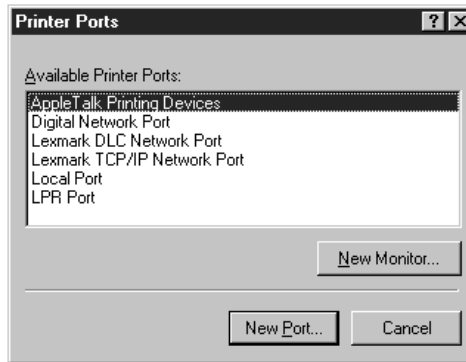 Printer Ports
Available Printer Ports:
AppleTalk Printing Devices
Digital Network Port
Lexmark DLC Network Port
Lexmark TCP/IP Network Port
Local Port
LPR Port
New Monitor...
New Port...
Cancel